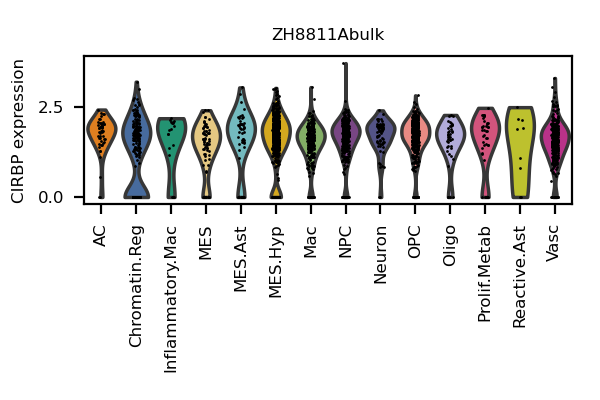 ZH8811Abulk
CIRBP expression
2.5
0.0
AC
Chromatin.Reg
Inflammatory.Mac
MES
MES.Ast
MES.Hyp
Mac
NPC
Neuron
OPC
Oligo
Prolif.Metab
Reactive.Ast
Vasc